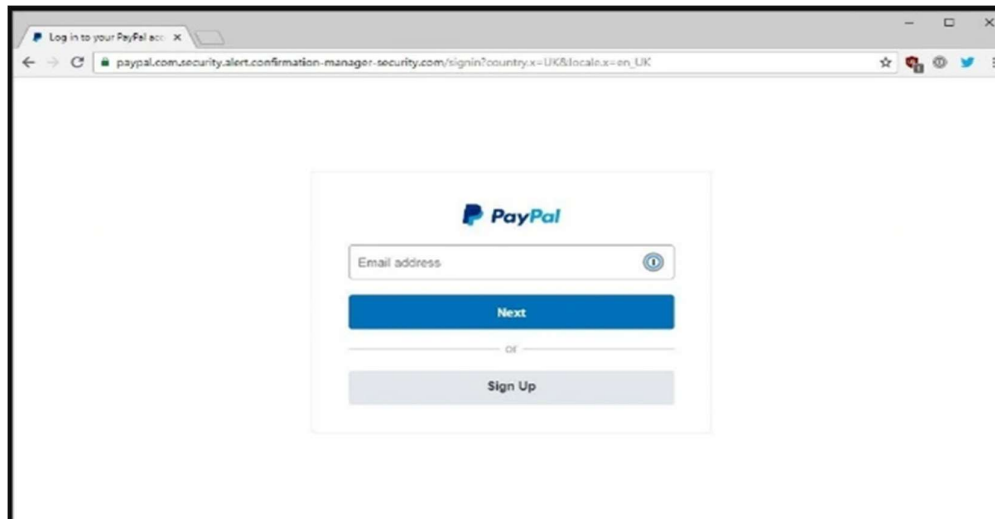 Log in to your PayPal acc
paypal.com.security.alert.confirmation-manager-security.com/signin?country.x=UK&locale.x=en_UK
PayPal
Email address
Next
or
Sign Up